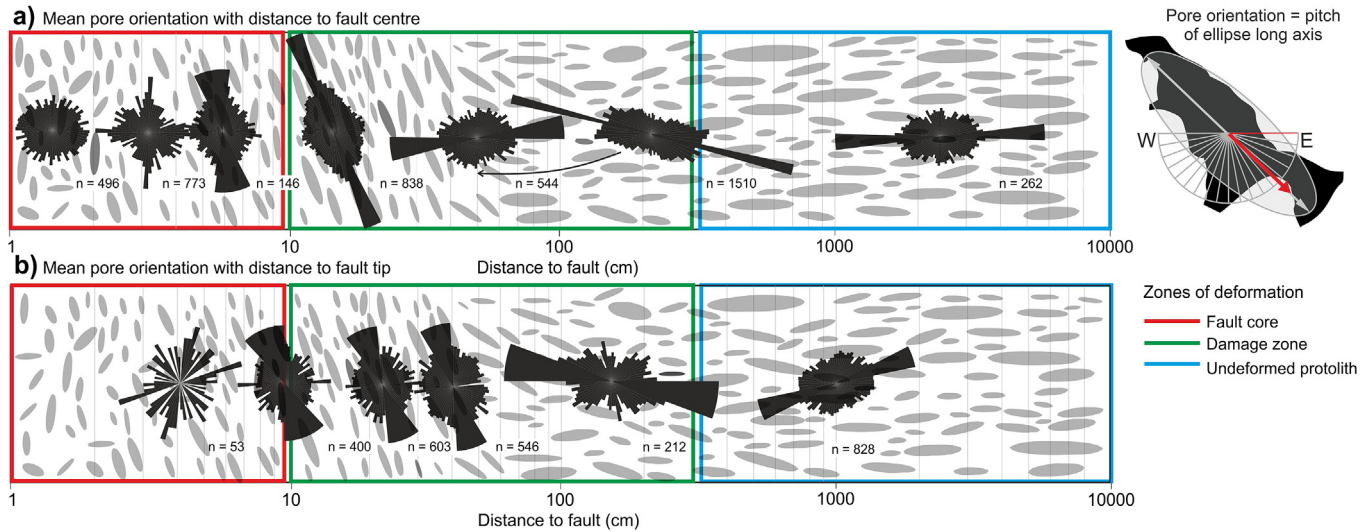 a) Mean pore orientation with distance to fault centre
n = 496
n = 773
n = 146
n = 838
n = 544
n = 1510
n = 262
1
10
100
1000
10000
Distance to fault (cm)
b) Mean pore orientation with distance to fault tip
n = 53
n = 400
n = 603
n = 546
n = 212
n = 828
1
10
100
1000
10000
Distance to fault (cm)
Pore orientation = pitch
of ellipse long axis
W
E
Zones of deformation
Fault core
Damage zone
Undeformed protolith